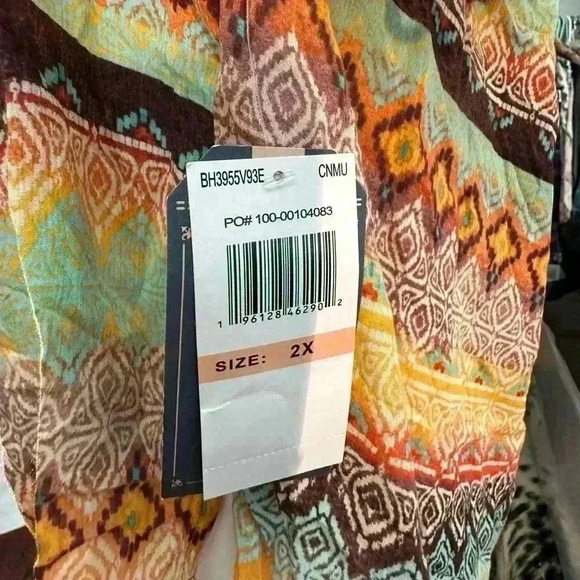 BH3955V93E CNMU
PO# 100-00104083
1 96128 46290 2
SIZE: 2X